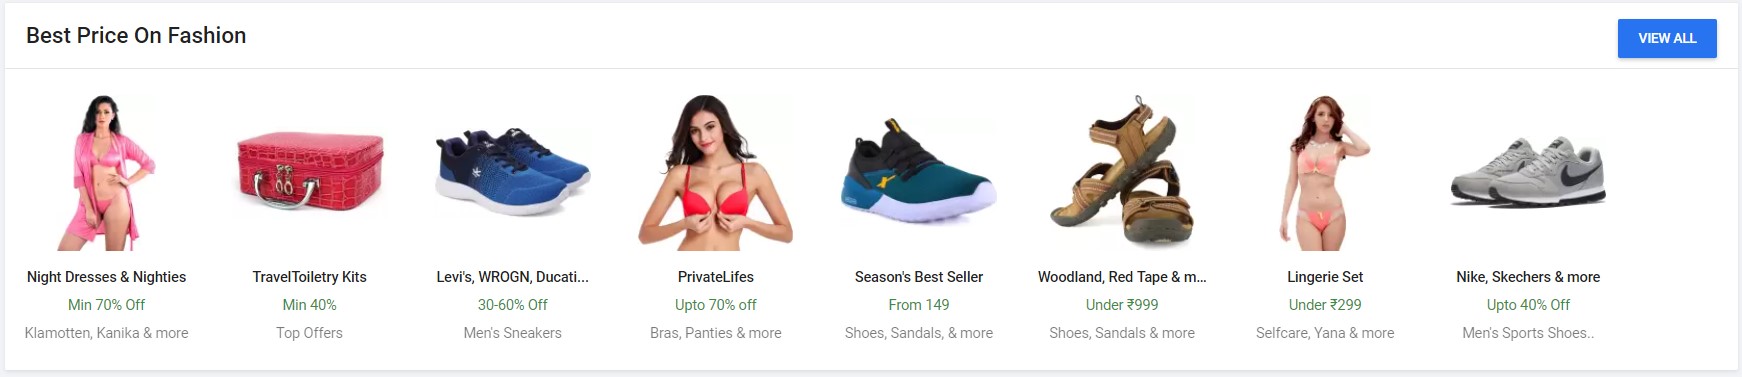 Best Price On Fashion
VIEW ALL
Night Dresses & Nighties
Min 70% Off
Klamotten, Kanika & more
TravelToiletry Kits
Min 40%
Top Offers
Levi's, WROGN, Ducati...
30-60% Off
Men's Sneakers
PrivateLifes
Upto 70% off
Bras, Panties & more
Season's Best Seller
From 149
Shoes, Sandals, & more
Woodland, Red Tape & m...
Under ₹999
Shoes, Sandals & more
Lingerie Set
Under ₹299
Selfcare, Yana & more
Nike, Skechers & more
Upto 40% Off
Men's Sports Shoes..